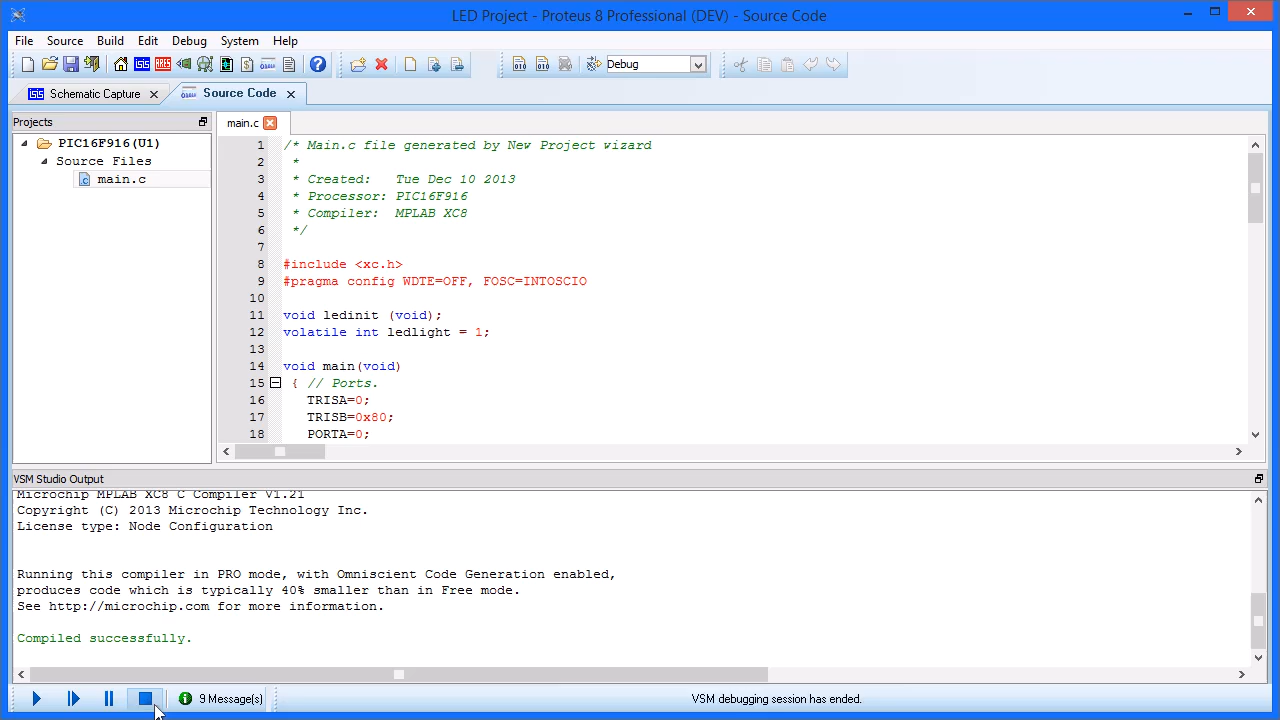 LED Project - Proteus 8 Professional (DEV) - Source Code
File Source Build Edit Debug System Help
Debug
Schematic Capture Source Code
Projects
PIC16F916(U1)
Source Files
main.c
main.c
1 /* Main.c file generated by New Project wizard
2 *
3 * Created: Tue Dec 10 2013
4 * Processor: PIC16F916
5 * Compiler: MPLAB XC8
6 */
7
8 #include <xc.h>
9 #pragma config WDTE=OFF, FOSC=INTOSCIO
10
11 void ledinit (void);
12 volatile int ledlight = 1;
13
14 void main(void)
15 { // Ports.
16 TRISA=0;
17 TRISB=0x80;
18 PORTA=0;
VSM Studio Output
Microchip MPLAB XC8 C Compiler V1.21
Copyright (C) 2013 Microchip Technology Inc.
License type: Node Configuration
Running this compiler in PRO mode, with Omniscient Code Generation enabled,
produces code which is typically 40% smaller than in Free mode.
See http://microchip.com for more information.
Compiled successfully.
9 Message(s) VSM debugging session has ended.